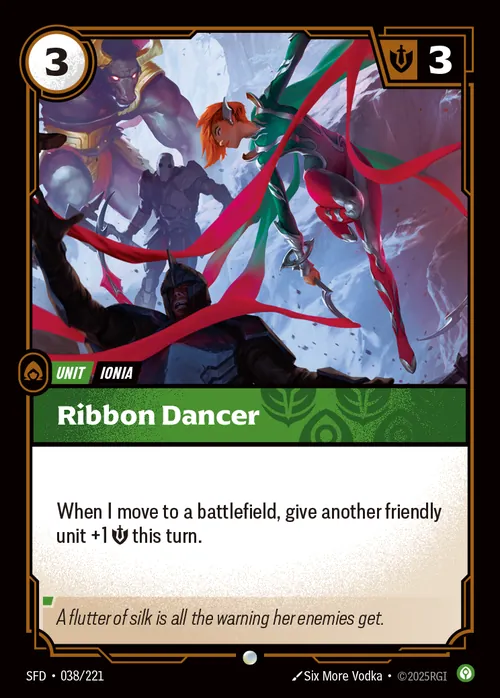 3
3
UNIT
IONIA
Ribbon Dancer
When I move to a battlefield, give another friendly
unit +1 this turn.
A flutter of silk is all the warning her enemies get.
SFD • 038/221
Six More Vodka • ©2025RGI